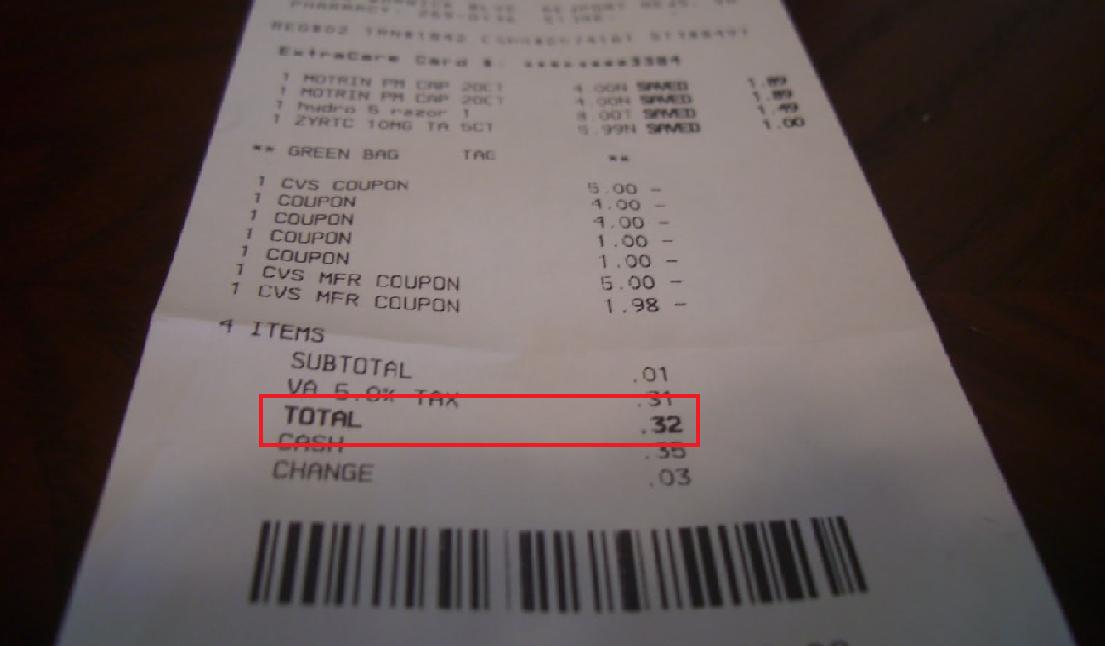 PHARMACY:
ExtraCare Card #: ********3384
1 MOTRIN PM CAP 20CT 4.00N SAVED 1.89
1 MOTRIN PM CAP 20CT 4.00N SAVED 1.89
1 hydro 5 razor 1 8.00T SAVED 1.49
1 ZYRTC 10MG TA 5CT 5.99N SAVED 1.00
** GREEN BAG TAG **
1 CVS COUPON 5.00 -
1 COUPON 4.00 -
1 COUPON 4.00 -
1 COUPON 1.00 -
1 COUPON 1.00 -
1 CVS MFR COUPON 5.00 -
1 CVS MFR COUPON 1.98 -
4 ITEMS
SUBTOTAL .01
VA 5.0% TAX .31
TOTAL .32
CASH .35
CHANGE .03